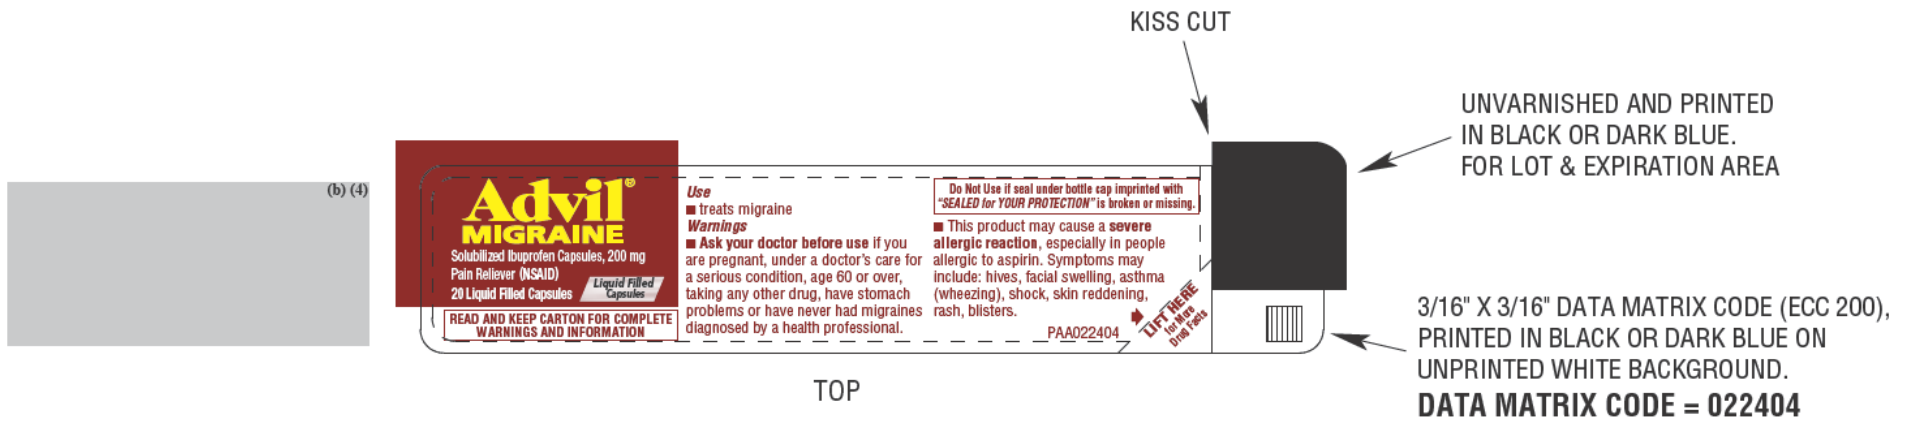 KISS CUT
UNVARNISHED AND PRINTED
IN BLACK OR DARK BLUE.
FOR LOT & EXPIRATION AREA
(b) (4)
Advil®
MIGRAINE
Solubilized Ibuprofen Capsules, 200 mg
Pain Reliever (NSAID)
20 Liquid Filled Capsules
Liquid Filled
Capsules
READ AND KEEP CARTON FOR COMPLETE
WARNINGS AND INFORMATION
Use
■ treats migraine
Warnings
■ Ask your doctor before use if you
are pregnant, under a doctor's care for
a serious condition, age 60 or over,
taking any other drug, have stomach
problems or have never had migraines
diagnosed by a health professional.
Do Not Use if seal under bottle cap imprinted with
"SEALED for YOUR PROTECTION" is broken or missing.
■ This product may cause a severe
allergic reaction, especially in people
allergic to aspirin. Symptoms may
include: hives, facial swelling, asthma
(wheezing), shock, skin reddening,
rash, blisters.
PAA022404
LIFT HERE
for More
Drug Facts
3/16" X 3/16" DATA MATRIX CODE (ECC 200),
PRINTED IN BLACK OR DARK BLUE ON
UNPRINTED WHITE BACKGROUND.
DATA MATRIX CODE = 022404
TOP